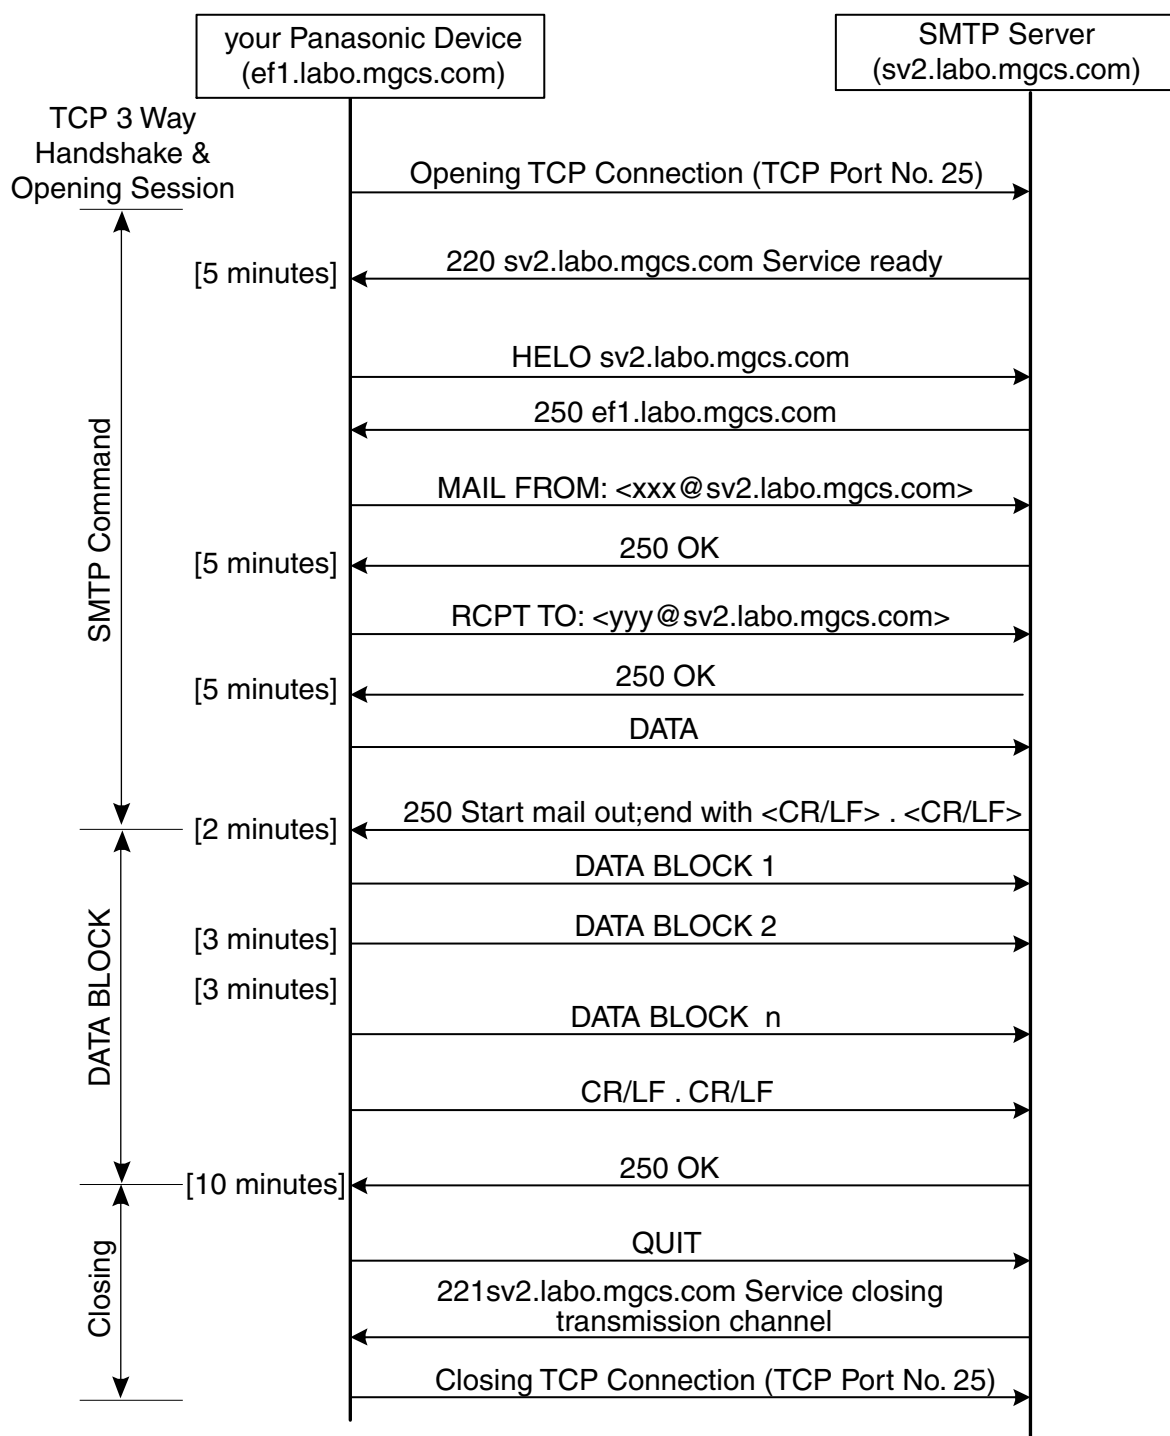 your Panasonic Device
(ef1.labo.mgcs.com)
SMTP Server
(sv2.labo.mgcs.com)
TCP 3 Way
Handshake &
Opening Session
Opening TCP Connection (TCP Port No. 25)
[5 minutes]
220 sv2.labo.mgcs.com Service ready
HELO sv2.labo.mgcs.com
250 ef1.labo.mgcs.com
SMTP Command
MAIL FROM: <xxx@sv2.labo.mgcs.com>
[5 minutes]
250 OK
RCPT TO: <yyy@sv2.labo.mgcs.com>
[5 minutes]
250 OK
DATA
[2 minutes]
250 Start mail out;end with <CR/LF> . <CR/LF>
DATA BLOCK 1
DATA BLOCK
[3 minutes]
DATA BLOCK 2
[3 minutes]
DATA BLOCK n
CR/LF . CR/LF
[10 minutes]
250 OK
Closing
QUIT
221sv2.labo.mgcs.com Service closing
transmission channel
Closing TCP Connection (TCP Port No. 25)